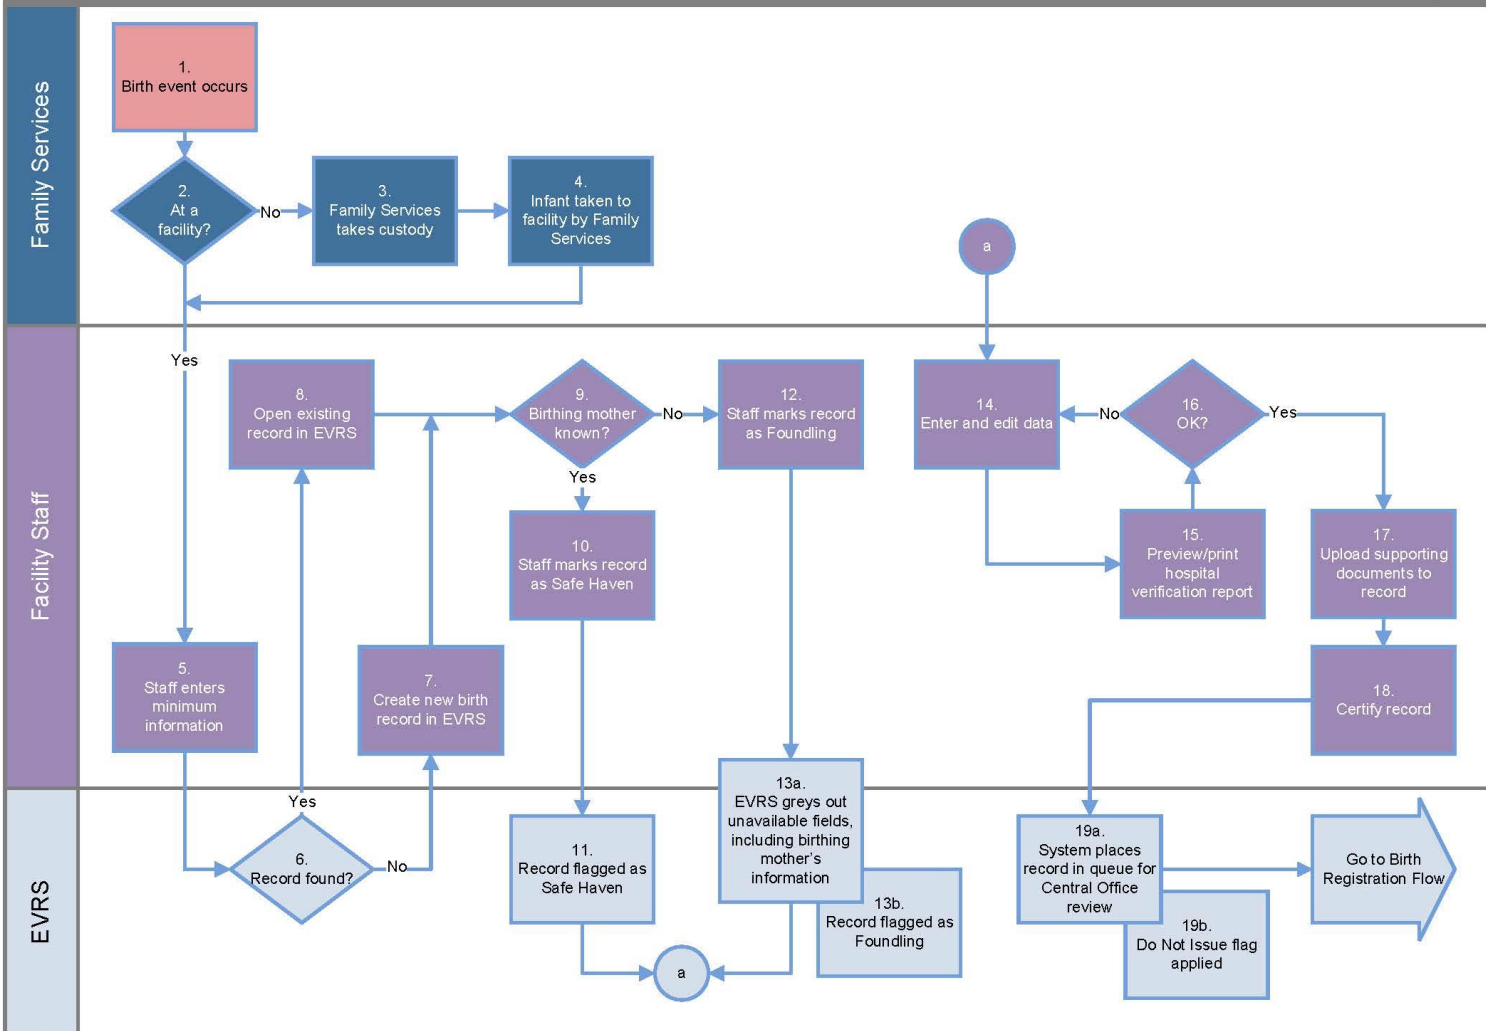 Family Services
1.
Birth event occurs
2.
At a
facility?
No
3.
Family Services
takes custody
4.
Infant taken to
facility by Family
Services
a
Facility Staff
Yes
8.
Open existing
record in EVRS
9.
Birthing mother
known?
No
12.
Staff marks record
as Foundling
14.
Enter and edit data
No
16.
OK?
Yes
Yes
10.
Staff marks record
as Safe Haven
15.
Preview/print
hospital
verification report
17.
Upload supporting
documents to
record
5.
Staff enters
minimum
information
7.
Create new birth
record in EVRS
18.
Certify record
EVRS
Yes
6.
Record found?
No
11.
Record flagged as
Safe Haven
13a.
EVRS greys out
unavailable fields,
including birthing
mother's
information
13b.
Record flagged as
Foundling
a
19a.
System places
record in queue for
Central Office
review
19b.
Do Not Issue flag
applied
Go to Birth
Registration Flow